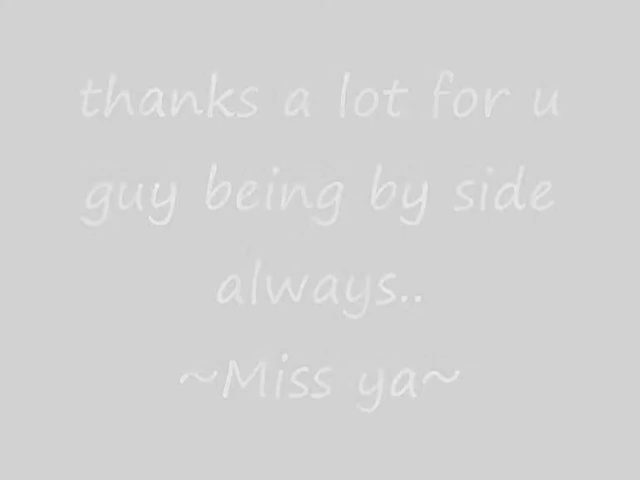 thanks a lot for u
guy being by side
always..
~Miss ya~